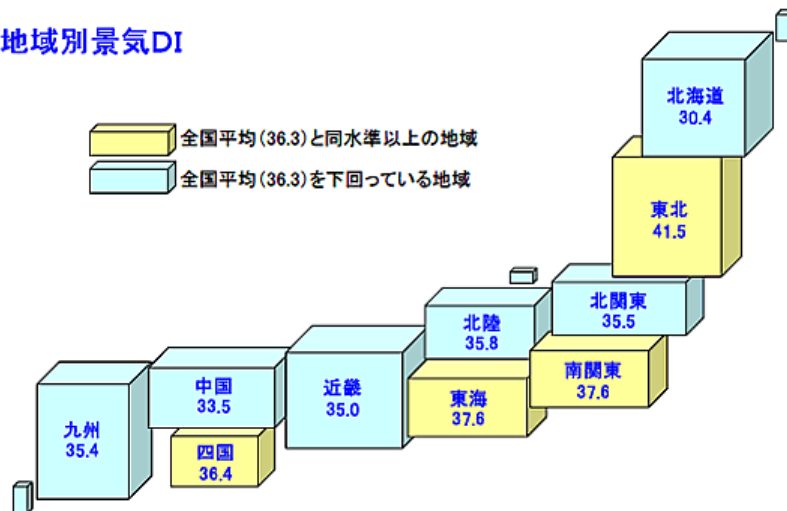 地域別景気DI
全国平均(36.3)と同水準以上の地域
全国平均(36.3)を下回っている地域
北海道
30.4
東北
41.5
北関東
35.5
北陸
35.8
南関東
37.6
東海
37.6
近畿
35.0
中国
33.5
四国
36.4
九州
35.4